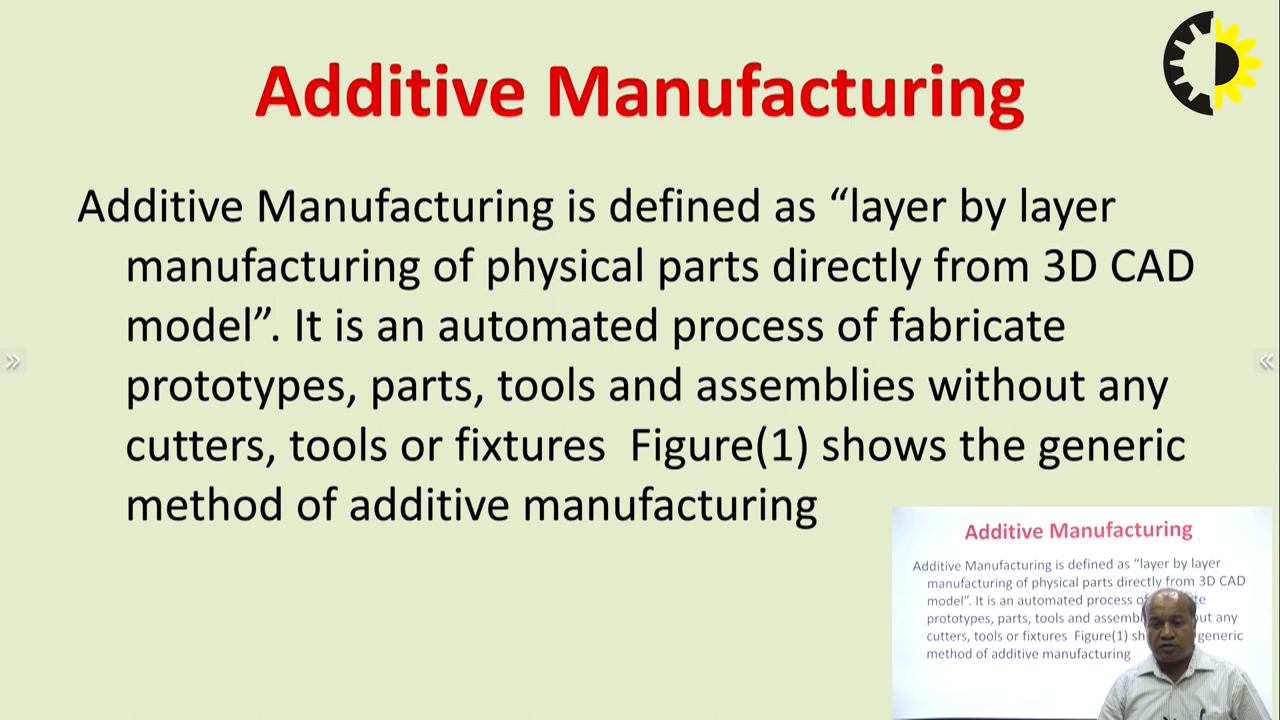 Additive Manufacturing
Additive Manufacturing is defined as “layer by layer
manufacturing of physical parts directly from 3D CAD
model”. It is an automated process of fabricate
prototypes, parts, tools and assemblies without any
cutters, tools or fixtures  Figure(1) shows the generic
method of additive manufacturing
Additive Manufacturing
Additive Manufacturing is defined as “layer by layer
manufacturing of physical parts directly from 3D CAD
model”. It is an automated process
prototypes, parts, tools and any
cutters, tools or fixtures  Figure(1) generic
method of additive manufacturing